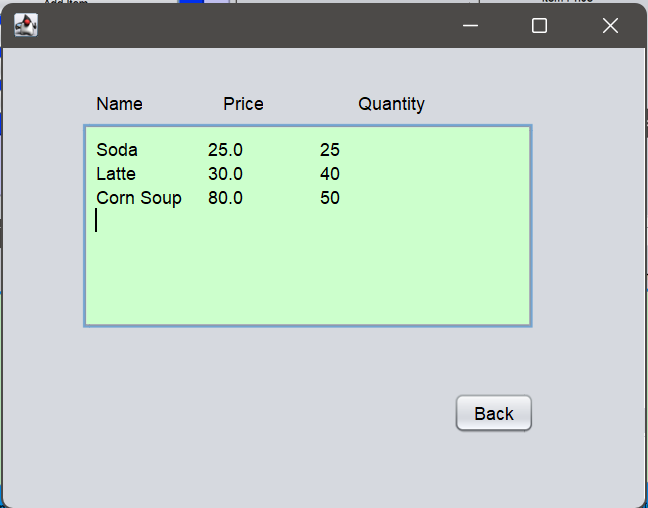 Name Price Quantity
Soda 25.0 25
Latte 30.0 40
Corn Soup 80.0 50
Back